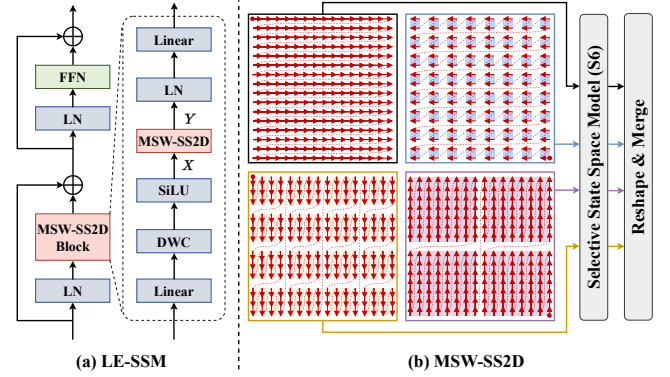 FFN
LN
MSW-SS2D
Block
LN
Linear
LN
Y
MSW-SS2D
X
SiLU
DWC
Linear
(a) LE-SSM
Selective State Space Model (S6)
Reshape & Merge
(b) MSW-SS2D